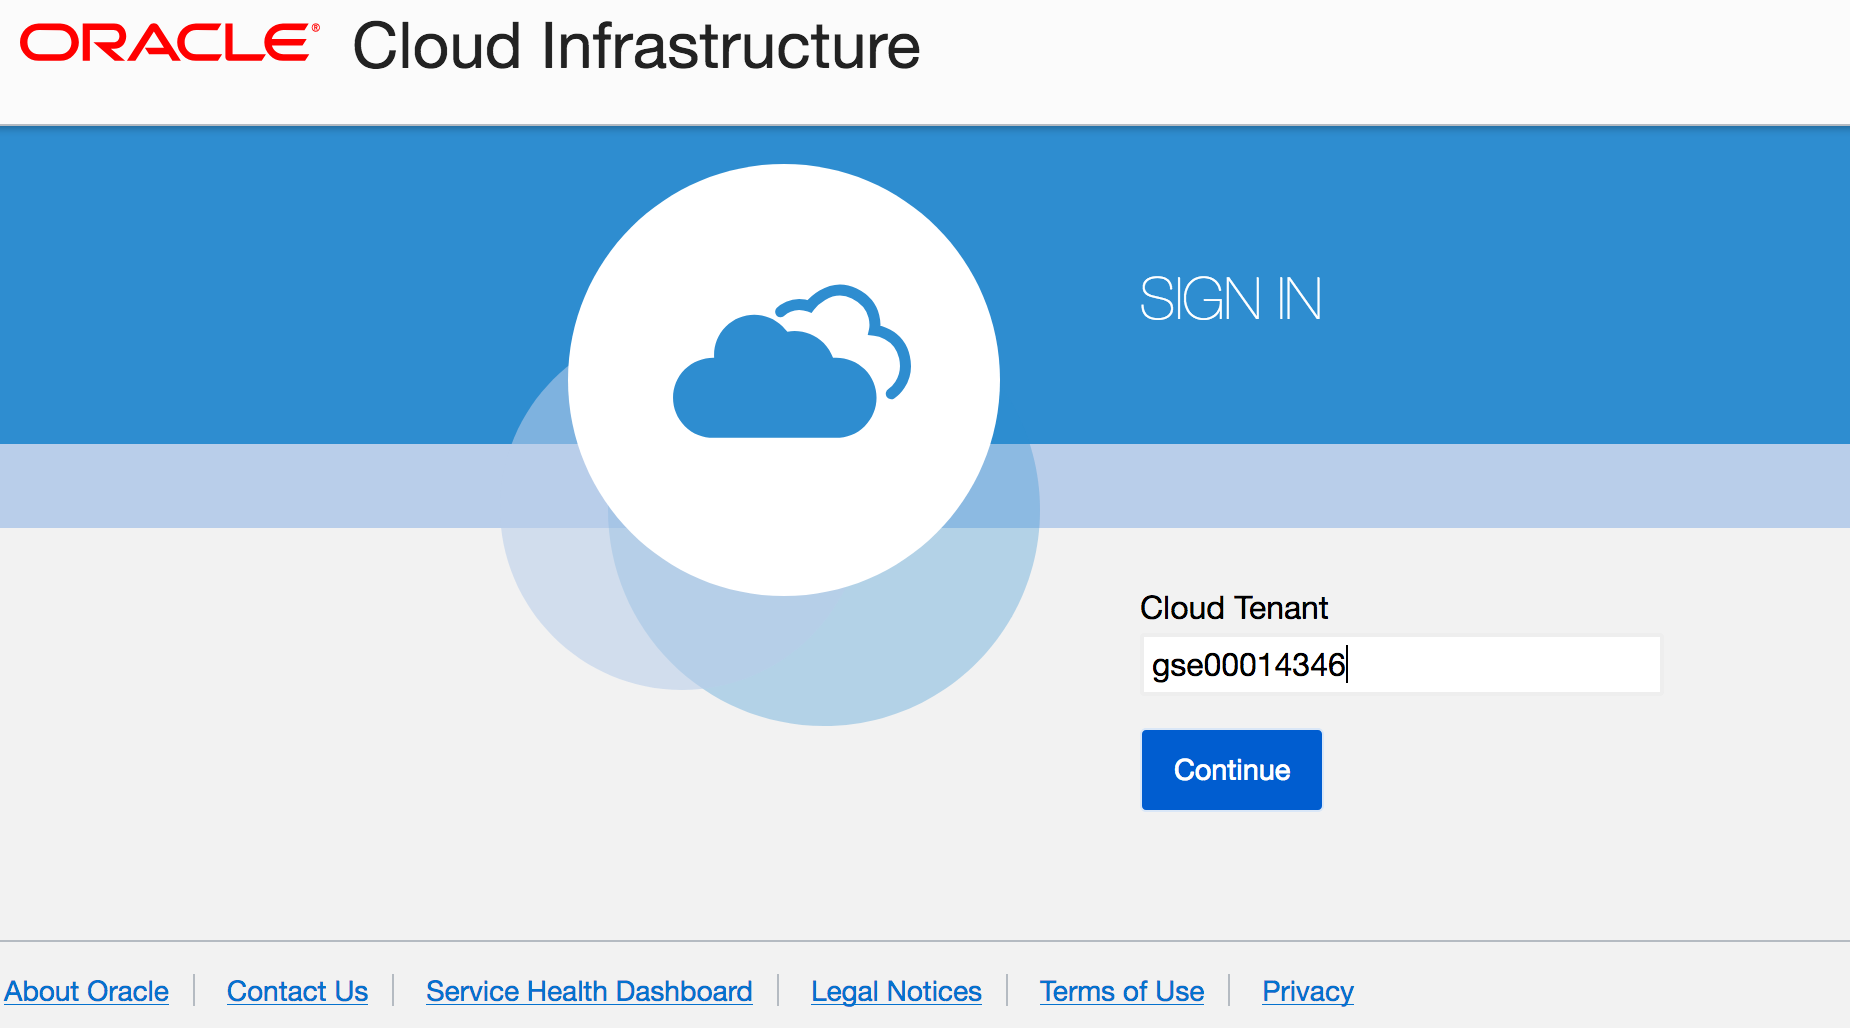 ORACLE® Cloud Infrastructure
SIGN IN
Cloud Tenant
gse00014346
Continue
About Oracle
Contact Us
Service Health Dashboard
Legal Notices
Terms of Use
Privacy